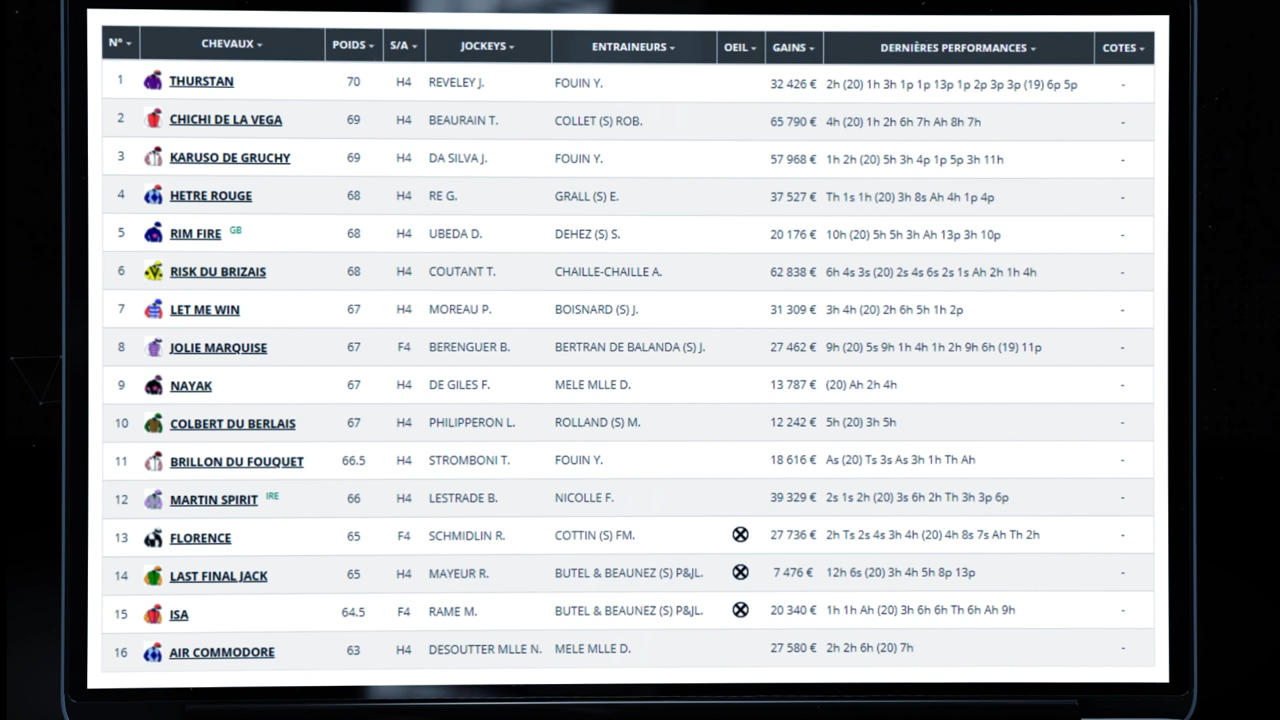 N° CHEVAUX POIDS S/A JOCKEYS ENTRAINEURS OEIL GAINS DERNIÈRES PERFORMANCES COTES
1 THURSTAN 70 H4 REVELEY J. FOUIN Y. 32 426 € 2h (20) 1h 3h 1p 1p 13p 1p 2p 3p 3p (19) 6p 5p -
2 CHICHI DE LA VEGA 69 H4 BEAURAIN T. COLLET (S) ROB. 65 790 € 4h (20) 1h 2h 6h 7h Ah 8h 7h -
3 KARUSO DE GRUCHY 69 H4 DA SILVA J. FOUIN Y. 57 968 € 1h 2h (20) 5h 3h 4p 1p 5p 3h 11h -
4 HETRE ROUGE 68 H4 RE G. GRALL (S) E. 37 527 € Th 1s 1h (20) 3h 8s Ah 4h 1p 4p -
5 RIM FIRE GB 68 H4 UBEDA D. DEHEZ (S) S. 20 176 € 10h (20) 5h 5h 3h Ah 13p 3h 10p -
6 RISK DU BRIZAIS 68 H4 COUTANT T. CHAILLE-CHAILLE A. 62 838 € 6h 4s 3s (20) 2s 4s 6s 2s 1s Ah 2h 1h 4h -
7 LET ME WIN 67 H4 MOREAU P. BOISNARD (S) J. 31 309 € 3h 4h (20) 2h 6h 5h 1h 2p -
8 JOLIE MARQUISE 67 F4 BERENGUER B. BERTRAN DE BALANDA (S) J. 27 462 € 9h (20) 5s 9h 1h 4h 1h 2h 9h 6h (19) 11p -
9 NAYAK 67 H4 DE GILES F. MELE MLLE D. 13 787 € (20) Ah 2h 4h -
10 COLBERT DU BERLAIS 67 H4 PHILIPPERON L. ROLLAND (S) M. 12 242 € 5h (20) 3h 5h -
11 BRILLON DU FOUQUET 66.5 H4 STROMBONI T. FOUIN Y. 18 616 € As (20) Ts 3s As 3h 1h Th Ah -
12 MARTIN SPIRIT IRE 66 H4 LESTRADE B. NICOLLE F. 39 329 € 2s 1s 2h (20) 3s 6h 2h Th 3h 3p 6p -
13 FLORENCE 65 F4 SCHMIDLIN R. COTTIN (S) FM. 27 736 € 2h Ts 2s 4s 3h 4h (20) 4h 8s 7s Ah Th 2h -
14 LAST FINAL JACK 65 H4 MAYEUR R. BUTEL & BEAUNEZ (S) P&JL. 7 476 € 12h 6s (20) 3h 4h 5h 8p 13p -
15 ISA 64.5 F4 RAME M. BUTEL & BEAUNEZ (S) P&JL. 20 340 € 1h 1h Ah (20) 3h 6h 6h Th 6h Ah 9h -
16 AIR COMMODORE 63 H4 DESOUTTER MLLE N. MELE MLLE D. 27 580 € 2h 2h 6h (20) 7h -